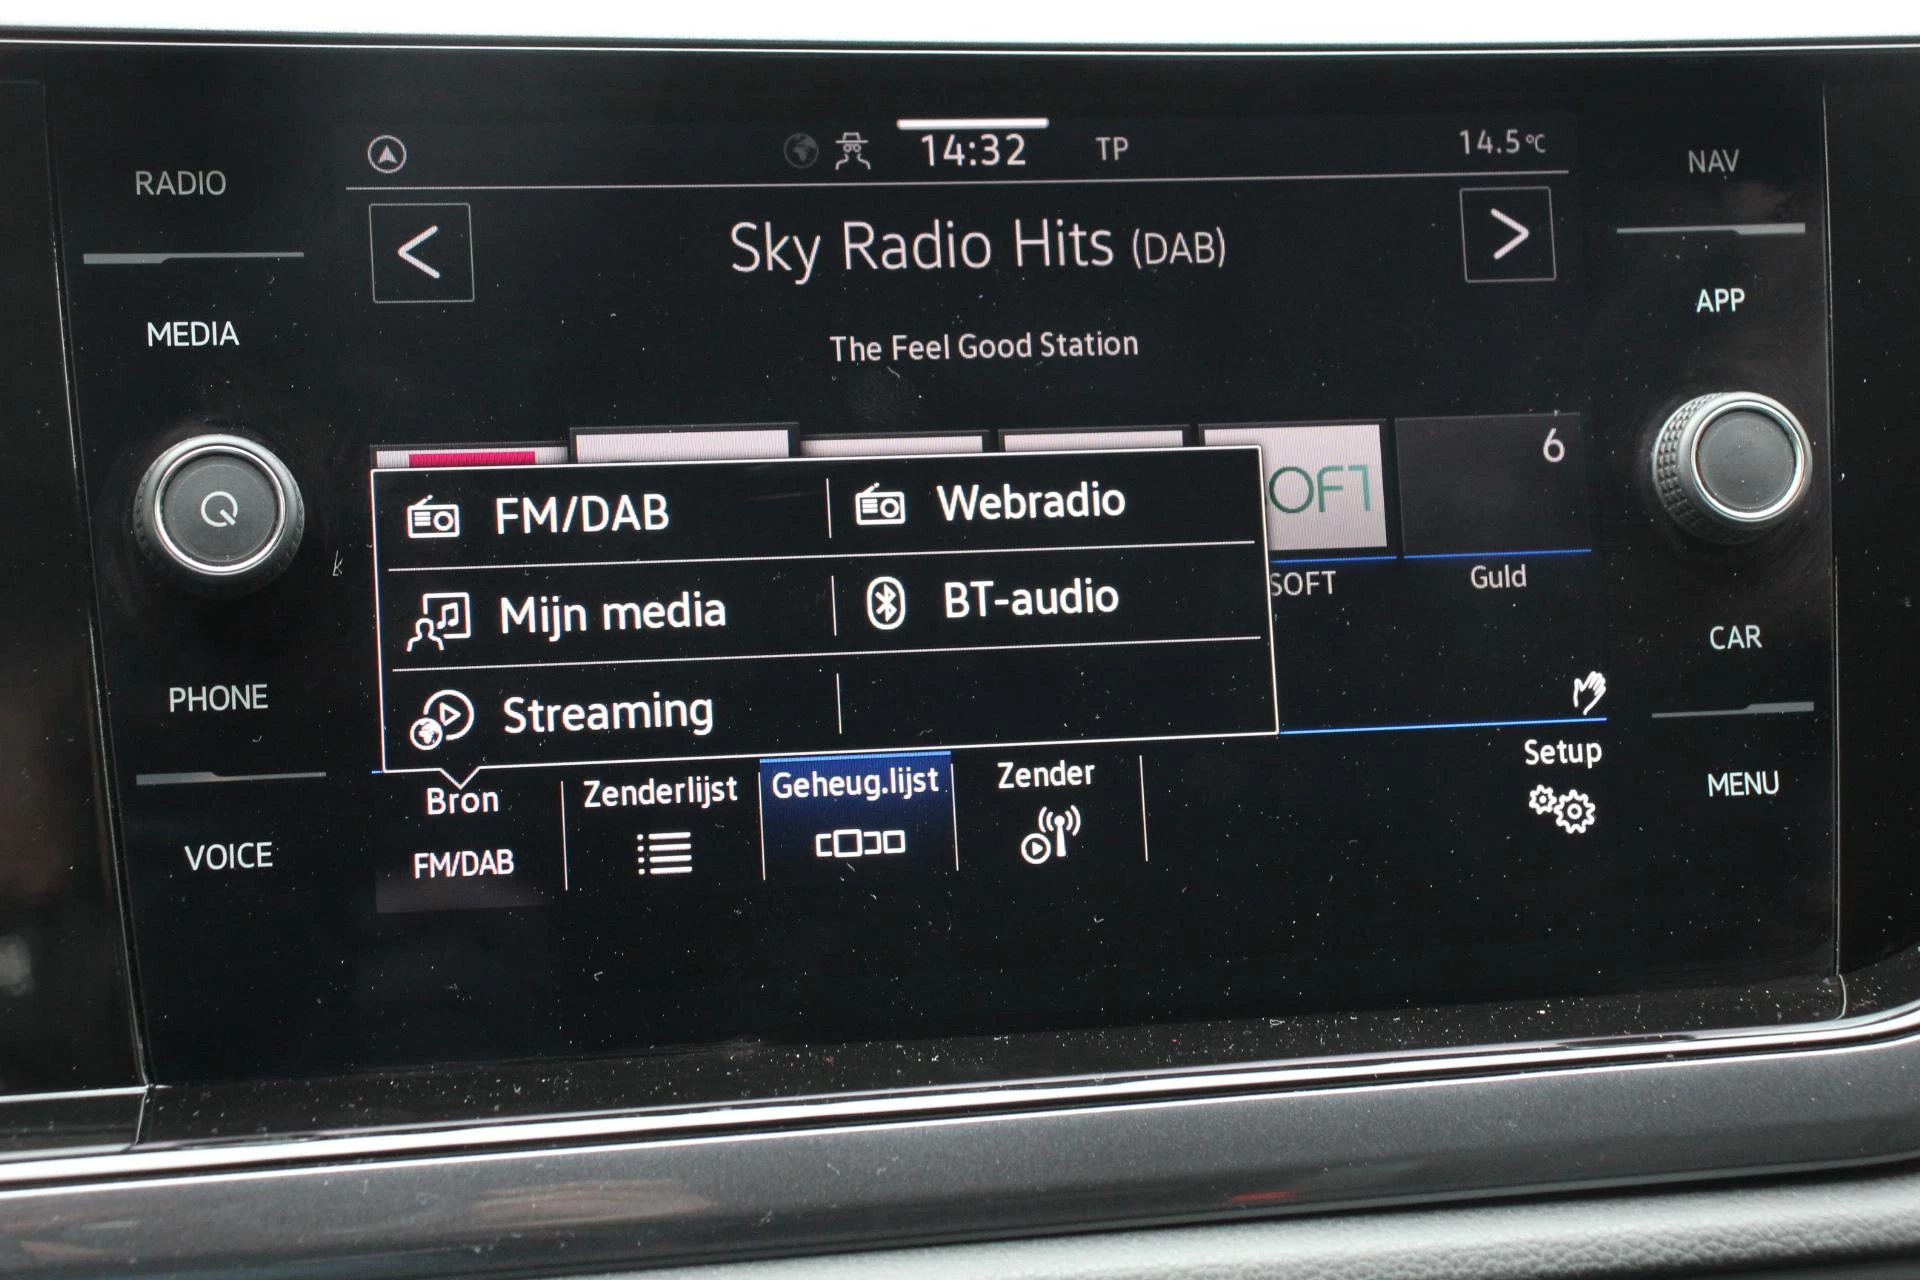 RADIO
MEDIA
PHONE
VOICE
14:32
TP
14.5°C
Sky Radio Hits (DAB)
The Feel Good Station
FM/DAB
Webradio
Mijn media
BT-audio
Streaming
6
SOFT
Guld
Bron
FM/DAB
Zenderlijst
Geheug.lijst
Zender
Setup
NAV
APP
CAR
MENU